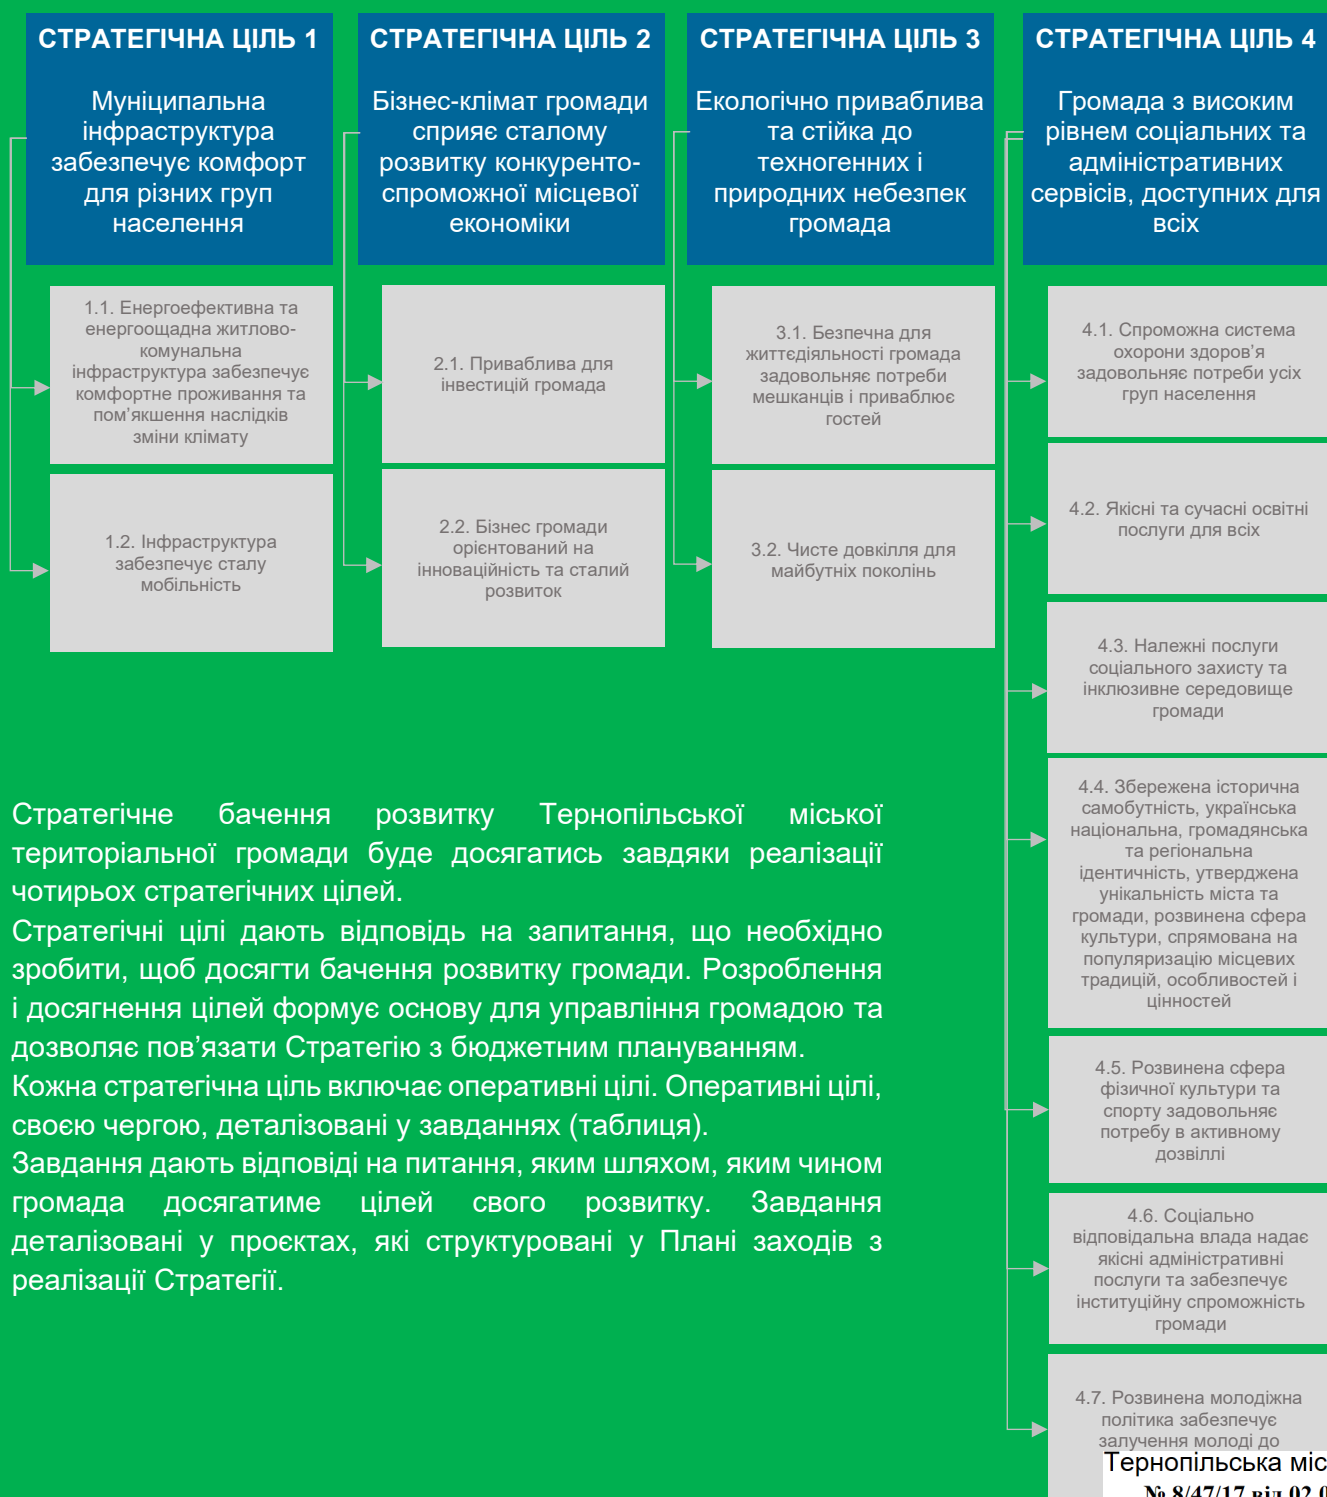 СТРАТЕГІЧНА ЦІЛЬ 1
Муніципальна
інфраструктура
забезпечує комфорт
для різних груп
населення
1.1. Енергоефективна та
енергоощадна житлово-
комунальна
інфраструктура забезпечує
комфортне проживання та
пом’якшення наслідків
зміни клімату
1.2. Інфраструктура
забезпечує сталу
мобільність
СТРАТЕГІЧНА ЦІЛЬ 2
Бізнес-клімат громади
сприяє сталому
розвитку конкуренто-
спроможної місцевої
економіки
2.1. Приваблива для
інвестицій громада
2.2. Бізнес громади
орієнтований на
інноваційність та сталий
розвиток
СТРАТЕГІЧНА ЦІЛЬ 3
Екологічно приваблива
та стійка до
техногенних і
природних небезпек
громада
3.1. Безпечна для
життєдіяльності громада
задовольняє потреби
мешканців і приваблює
гостей
3.2. Чисте довкілля для
майбутніх поколінь
СТРАТЕГІЧНА ЦІЛЬ 4
Громада з високим
рівнем соціальних та
адміністративних
сервісів, доступних для
всіх
4.1. Спроможна система
охорони здоров’я
задовольняє потреби усіх
груп населення
4.2. Якісні та сучасні освітні
послуги для всіх
4.3. Належні послуги
соціального захисту та
інклюзивне середовище
громади
4.4. Збережена історична
самобутність, українська
національна, громадянська
та регіональна
ідентичність, утверджена
унікальність міста та
громади, розвинена сфера
культури, спрямована на
популяризацію місцевих
традицій, особливостей і
цінностей
4.5. Розвинена сфера
фізичної культури та
спорту задовольняє
потребу в активному
дозвіллі
4.6. Соціально
відповідальна влада надає
якісні адміністративні
послуги та забезпечує
інституційну спроможність
громади
4.7. Розвинена молодіжна
політика забезпечує
залучення молоді до
Стратегічне бачення розвитку Тернопільської міської
територіальної громади буде досягатись завдяки реалізації
чотирьох стратегічних цілей.
Стратегічні цілі дають відповідь на запитання, що необхідно
зробити, щоб досягти бачення розвитку громади. Розроблення
і досягнення цілей формує основу для управління громадою та
дозволяє пов’язати Стратегію з бюджетним плануванням.
Кожна стратегічна ціль включає оперативні цілі. Оперативні цілі,
своєю чергою, деталізовані у завданнях (таблиця).
Завдання дають відповіді на питання, яким шляхом, яким чином
громада досягатиме цілей свого розвитку. Завдання
деталізовані у проєктах, які структуровані у Плані заходів з
реалізації Стратегії.
Тернопільська міс
№ 8/47/17 від 02.0